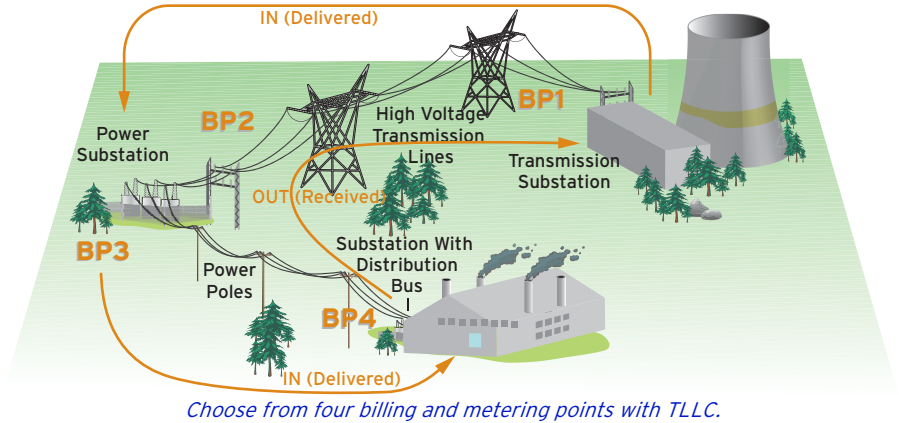 IN (Delivered)
BP1
BP2
High Voltage
Transmission
Lines
Power
Substation
Transmission
Substation
OUT (Received)
BP3
Substation With
Distribution
Bus
Power
Poles
BP4
IN (Delivered)
Choose from four billing and metering points with TLLC.